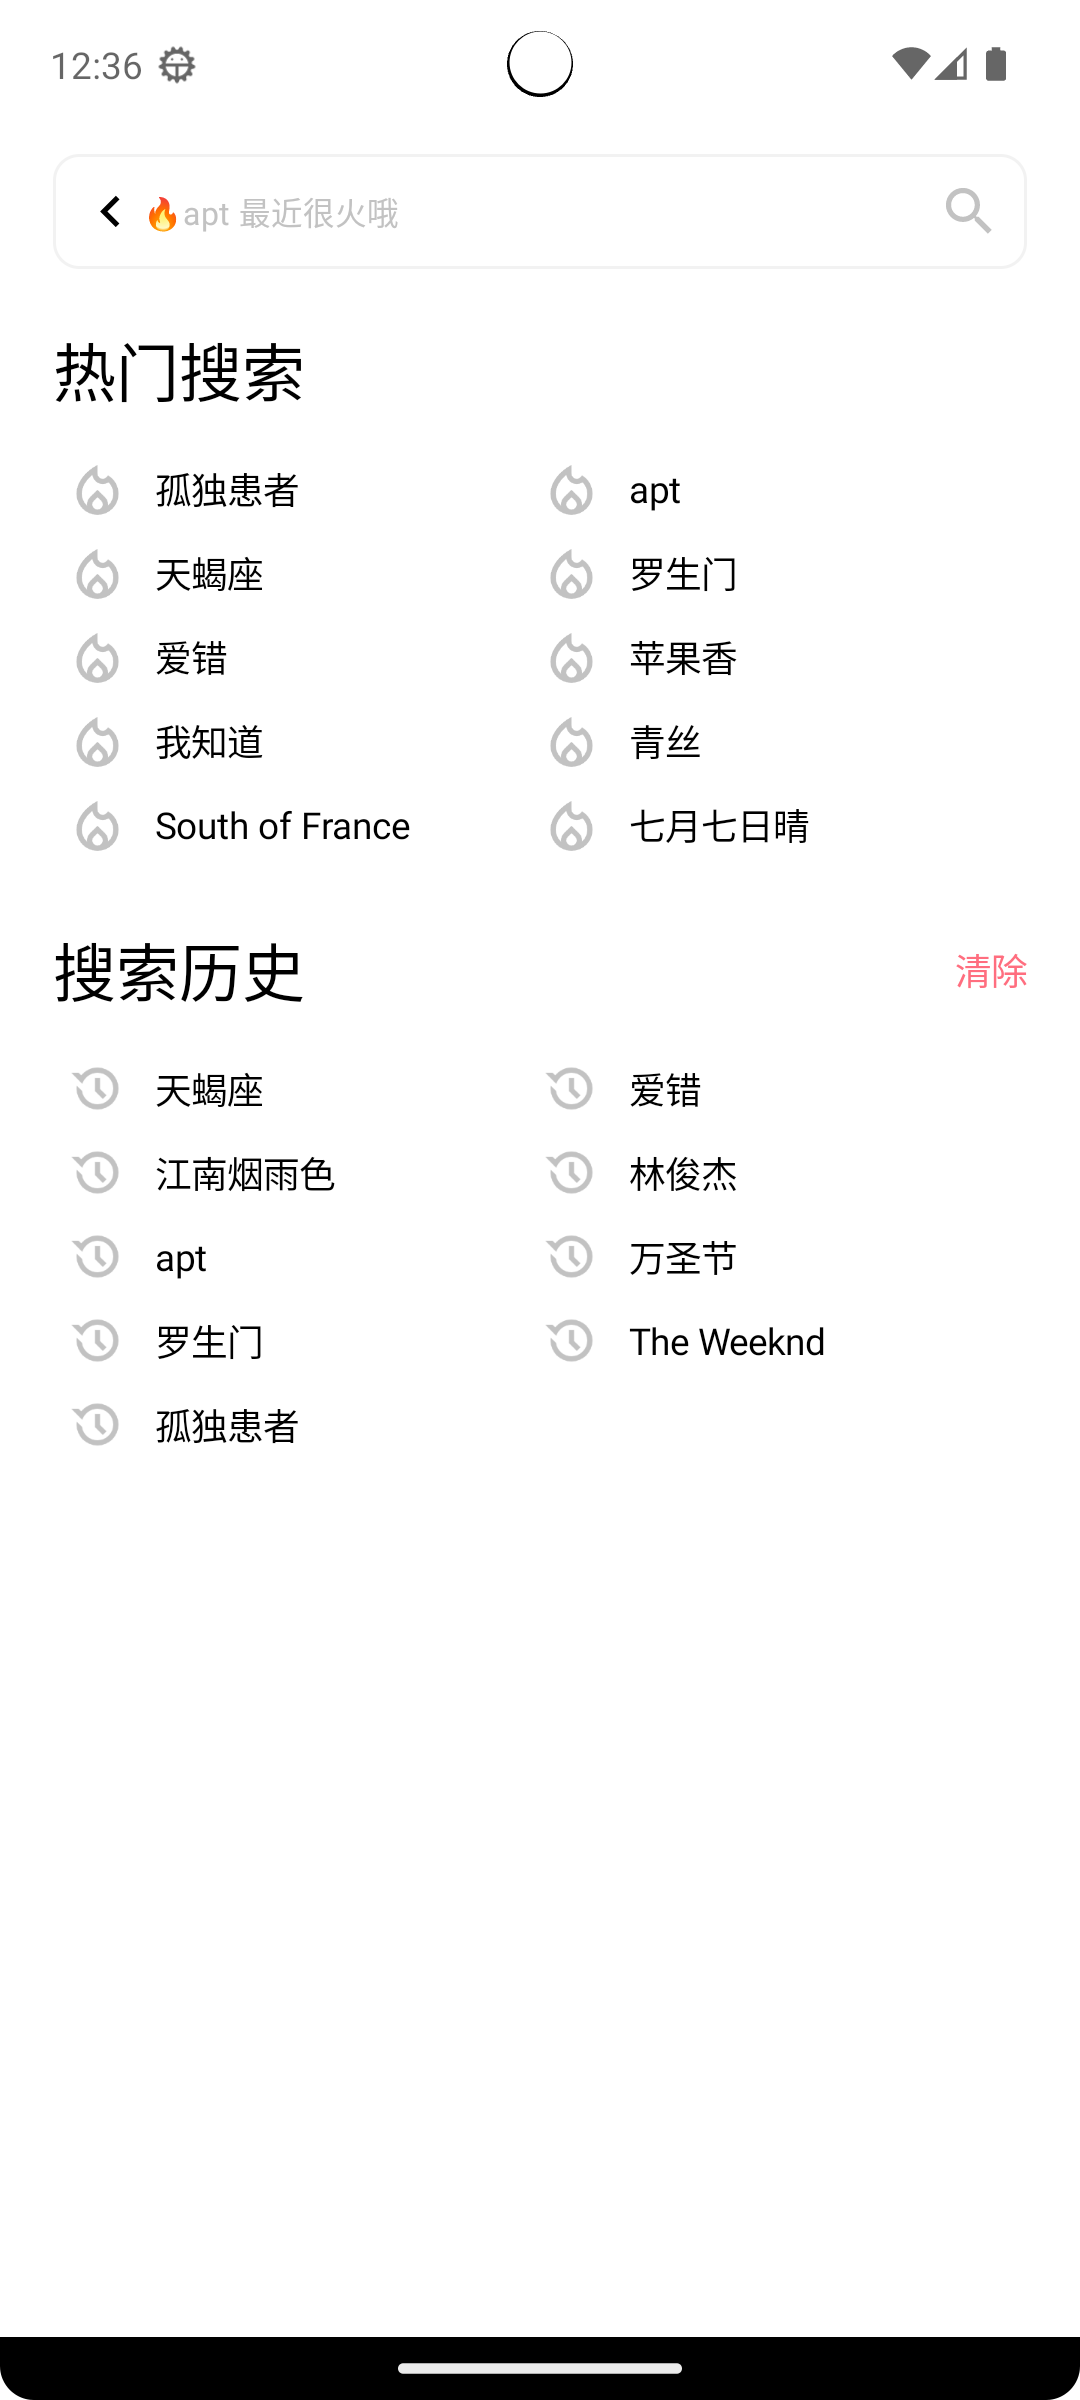 12:36
🔥apt 最近很火哦
热门搜索
孤独患者
apt
天蝎座
罗生门
爱错
苹果香
我知道
青丝
South of France
七月七日晴
搜索历史
清除
天蝎座
爱错
江南烟雨色
林俊杰
apt
万圣节
罗生门
The Weeknd
孤独患者